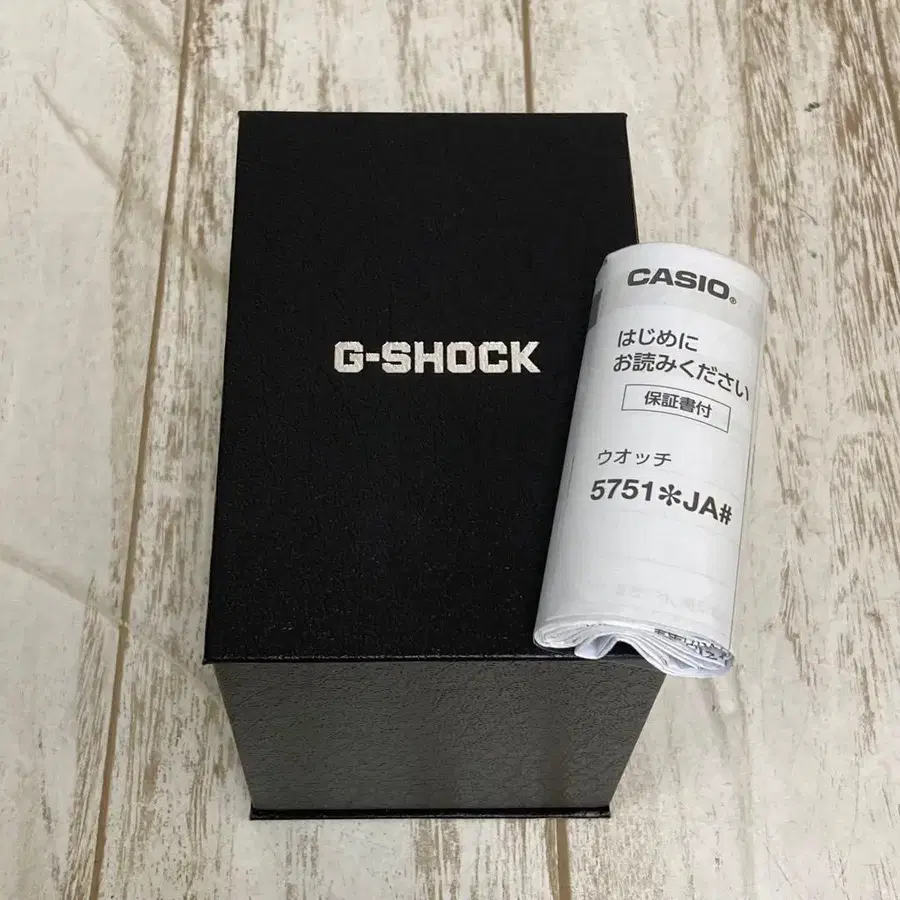 G-SHOCK
CASIO®
はじめに
お読みください
保証書付
ウオッチ
5751✻JA#